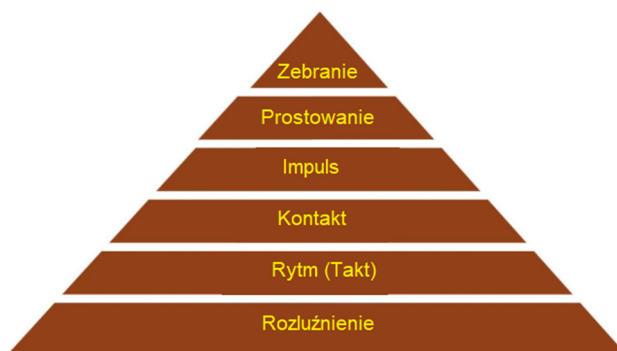 Zebranie
Prostowanie
Impuls
Kontakt
Rytm (Takt)
Rozluźnienie